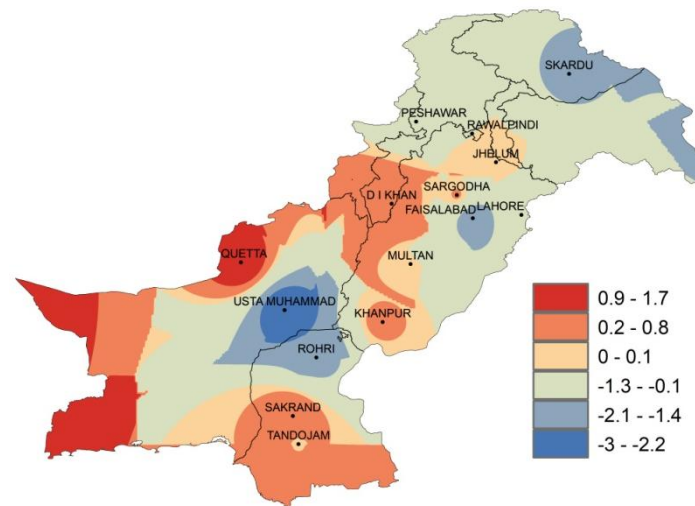 SKARDU
PESHAWAR
RAWALPINDI
JHELUM
SARGODHA
D I KHAN
FAISALABAD
LAHORE
QUETTA
MULTAN
USTA MUHAMMAD
KHANPUR
ROHRI
SAKRAND
TANDOJAM
0.9 - 1.7
0.2 - 0.8
0 - 0.1
-1.3 - -0.1
-2.1 - -1.4
-3 - -2.2